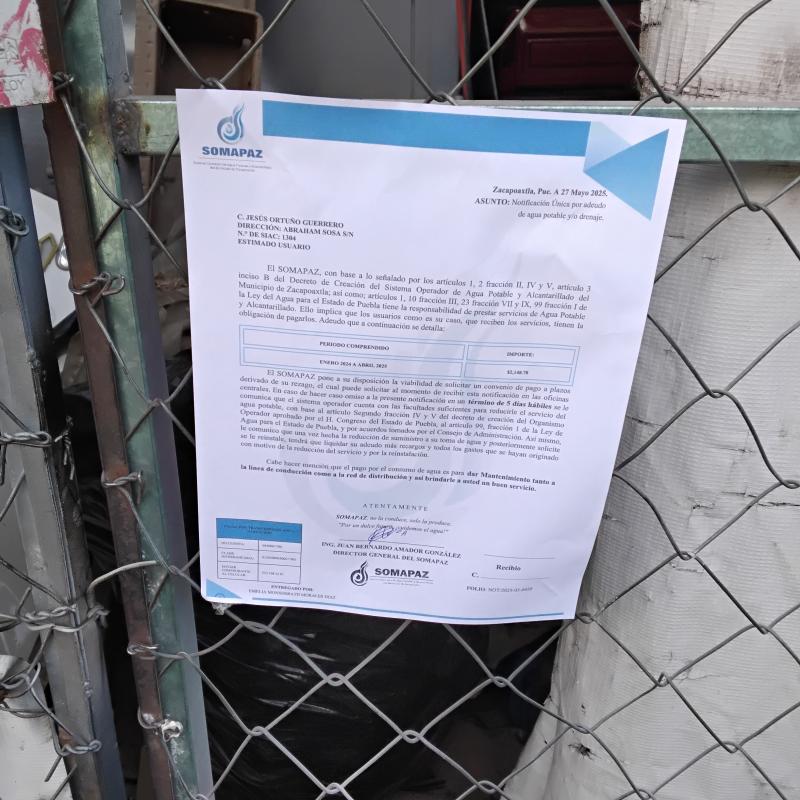 SOMAPAZ
Zacapoaxtla, Pue. A 27 Mayo 2025.
ASUNTO: Notificación Única por adeudo
de agua potable y/o drenaje.
C. JESÚS ORTUÑO GUERRERO
DIRECCIÓN: ABRAHAM SOSA S/N
N.° DE SIAC: 1304
ESTIMADO USUARIO
El SOMAPAZ, con base a lo señalado por los artículos 1, 2 fracción II, IV y V, artículo 3
inciso B del Decreto de Creación del Sistema Operador de Agua Potable y Alcantarillado del
Municipio de Zacapoaxtla; así como; artículos 1, 10 fracción III, 23 fracción VII y IX, 99 fracción I de
la Ley del Agua para el Estado de Puebla tiene la responsabilidad de prestar servicios de Agua Potable
y Alcantarillado. Ello implica que los usuarios como es su caso, que reciben los servicios, tienen la
obligación de pagarlos. Adeudo que a continuación se detalla:
PERIODO COMPRENDIDO
IMPORTE:
ENERO 2024 A ABRIL 2025
El SOMAPAZ pone a su disposición la viabilidad de solicitar un convenio de pago a plazos
derivado de su rezago, el cual puede solicitar al momento de recibir esta notificación en las oficinas
centrales. En caso de hacer caso omiso a la presente notificación en un término de 5 días hábiles se le
comunica que el sistema operador cuenta con las facultades suficientes para reducirle el servicio del
agua potable, con base al artículo Segundo fracción IV y V del decreto de creación del Organismo
Operador aprobado por el H. Congreso del Estado de Puebla, al artículo 99, fracción I de la Ley de
Agua para el Estado de Puebla, y por acuerdos tomados por el Consejo de Administración. Así mismo,
le comunico que una vez hecha la reducción de suministro a su toma de agua y posteriormente solicite
se le reinstale, tendrá que liquidar su adeudo más recargos y todos los gastos que se hayan originado
con motivo de la reducción del servicio y por la reinstalación.
Cabe hacer mención que el pago por el consumo de agua es para dar Mantenimiento tanto a
la línea de conducción como a la red de distribución y así brindarle a usted un buen servicio.
ATENTAMENTE
SOMAPAZ, no la conduce, solo la produce.
"Por un dulce futuro, cuidemos el agua!"
ING. JUAN BERNARDO AMADOR GONZÁLEZ
DIRECTOR GENERAL DEL SOMAPAZ
SOMAPAZ
Recibio
C.
ENTREGADO POR: